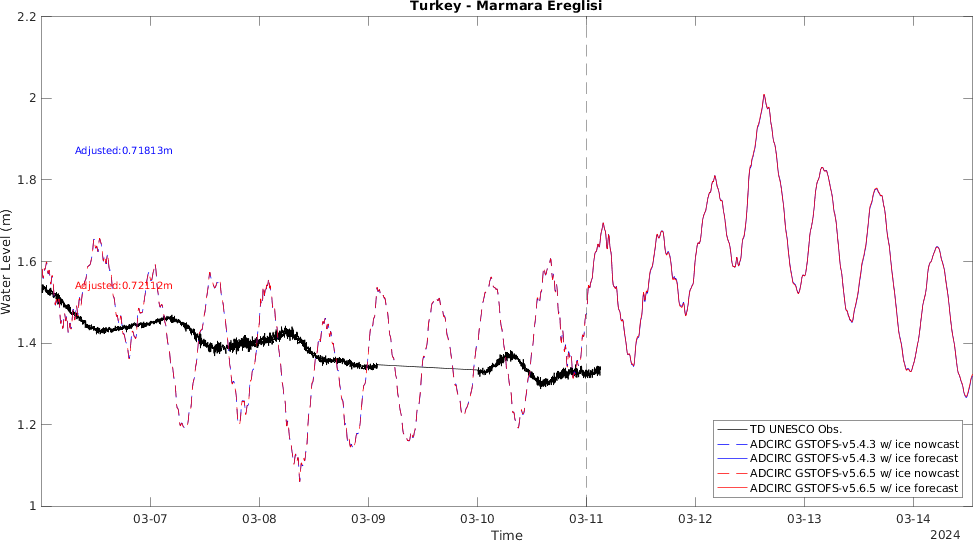 Turkey - Marmara Ereglisi
2.2
2
1.8
1.6
1.4
1.2
1
Water Level (m)
Adjusted:0.71813m
Adjusted:0.72112m
03-07
03-08
03-09
03-10
03-11
03-12
03-13
03-14
Time
2024
TD UNESCO Obs.
ADCIRC GSTOFS-v5.4.3 w/ ice nowcast
ADCIRC GSTOFS-v5.4.3 w/ ice forecast
ADCIRC GSTOFS-v5.6.5 w/ ice nowcast
ADCIRC GSTOFS-v5.6.5 w/ ice forecast